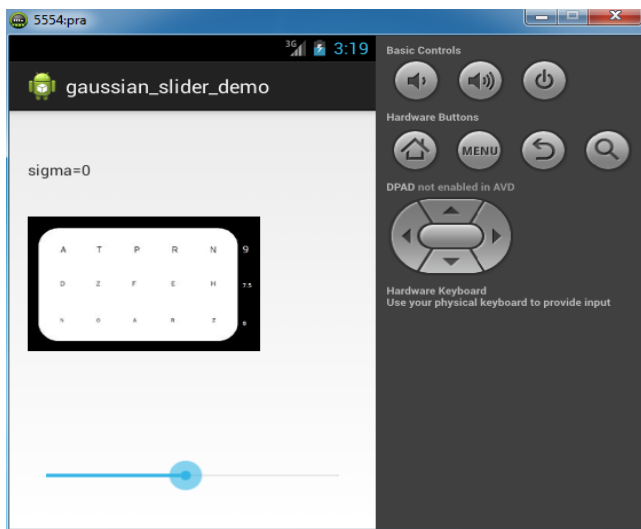 5554:pra
3G 3:19
gaussian_slider_demo
sigma=0
A T P R N 9
D Z F E H 7.5
Basic Controls
Hardware Buttons
MENU
DPAD not enabled in AVD
Hardware Keyboard
Use your physical keyboard to provide input